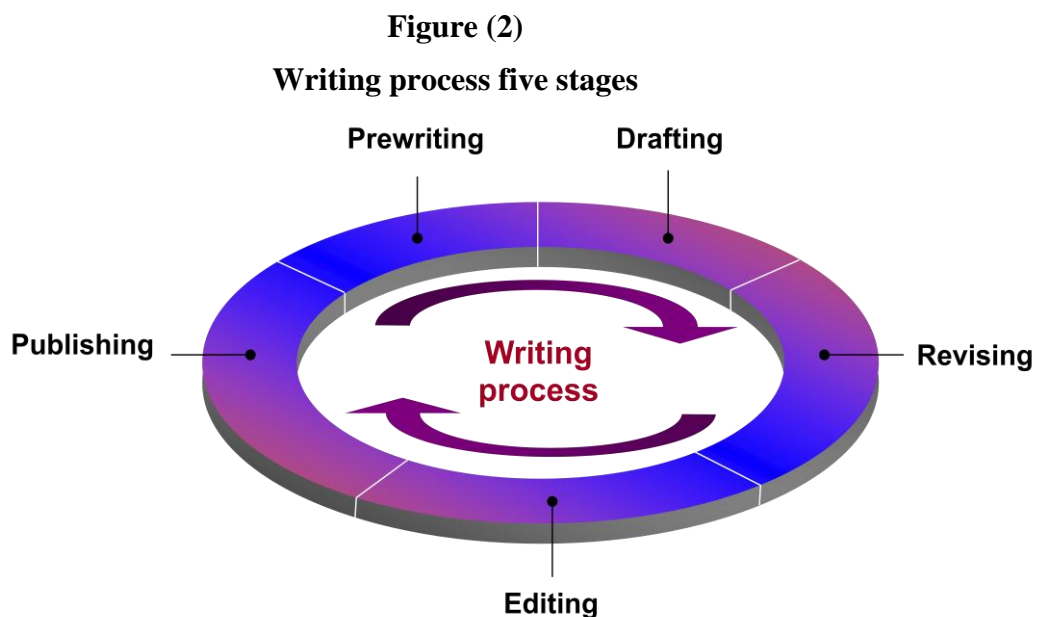 Figure (2)
Writing process five stages
Prewriting
Drafting
Publishing
Writing
process
Revising
Editing